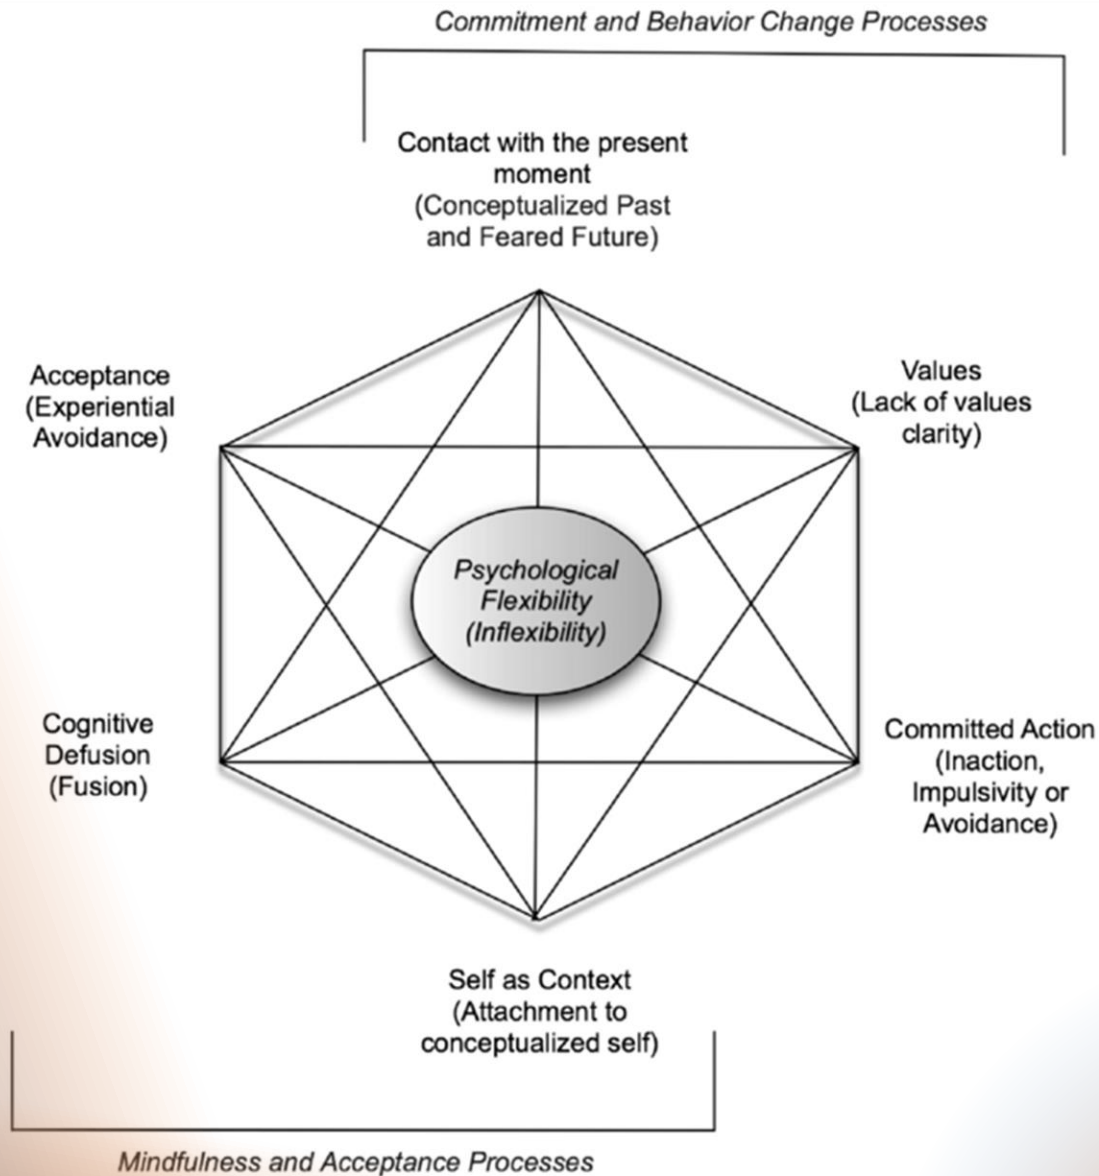 Commitment and Behavior Change Processes
Contact with the present
moment
(Conceptualized Past
and Feared Future)
Acceptance
(Experiential
Avoidance)
Values
(Lack of values
clarity)
Psychological
Flexibility
(Inflexibility)
Cognitive
Defusion
(Fusion)
Committed Action
(Inaction,
Impulsivity or
Avoidance)
Self as Context
(Attachment to
conceptualized self)
Mindfulness and Acceptance Processes